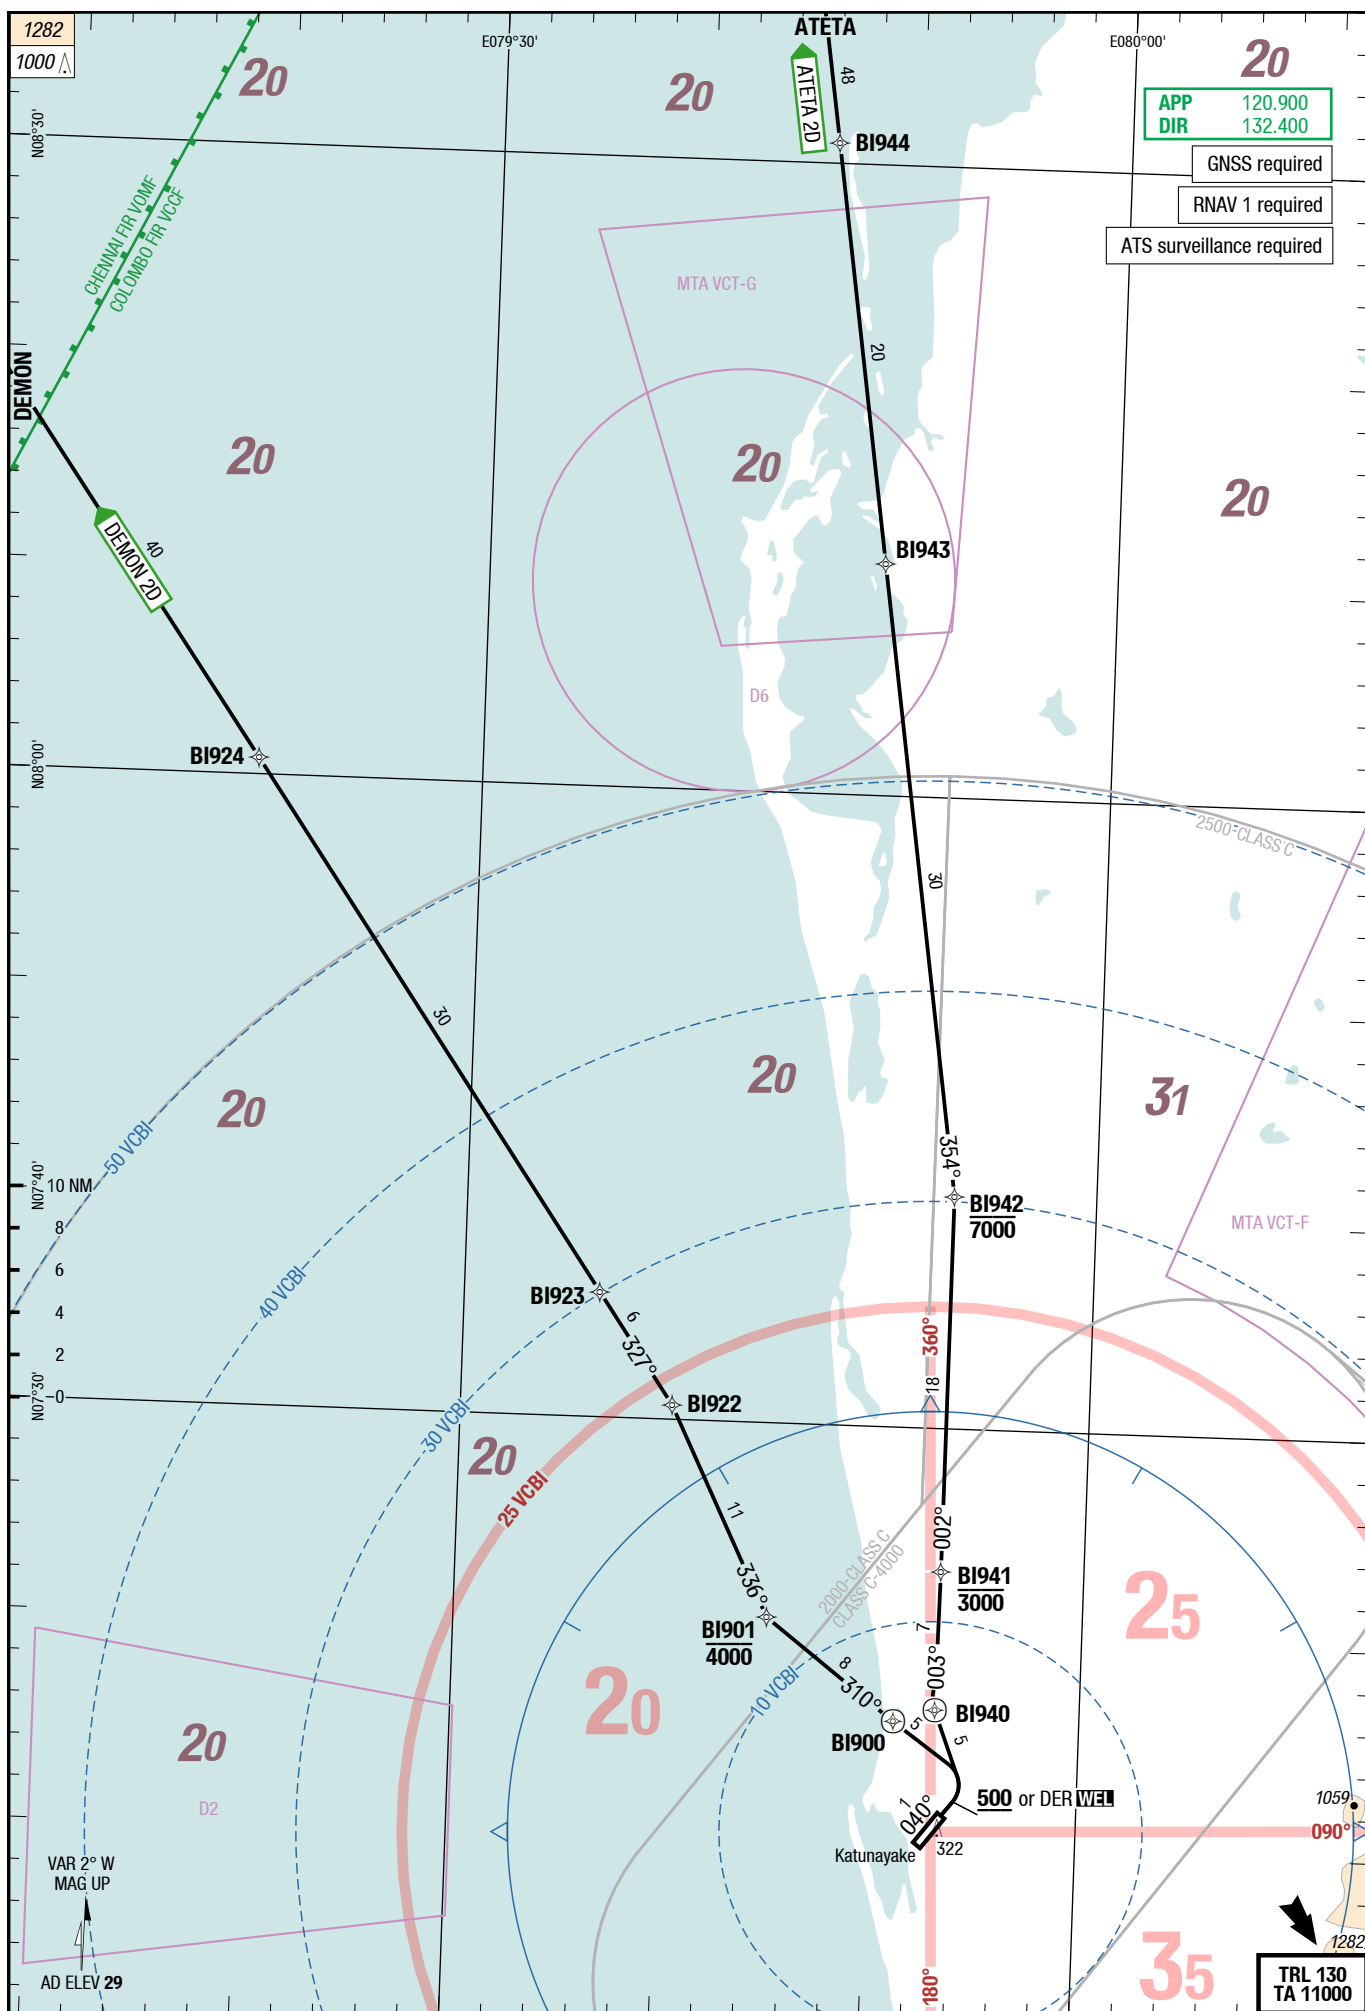 1282
1000
ATETA
E079°30'
E080°00'
20
20
20
48
ATETA 2D
APP 120.900
DIR 132.400
N08°30'
BI944
GNSS required
RNAV 1 required
ATS surveillance required
CHENNAI FIR VOMF
COLOMBO FIR VCCF
MTA VCT-G
20
DEMON
20
20
20
DEMON 2D
40
BI943
D6
BI924
N08°00'
2500-CLASS C
30
30
20
20
31
50 VCBI
354°
N07°40'
10 NM
8
6
4
2
0
N07°30'
BI942
7000
MTA VCT-F
40 VCBI
BI923
6
327°
360°
18
BI922
30 VCBI
20
25 VCBI
11
002°
336°
2000-CLASS C
CLASS C-4000
BI941
3000
25
BI901
4000
7
003°
8
310°
10 VCBI
20
20
BI940
BI900
5
5
D2
1
040°
500 or DER WEL
1059
090°
322
Katunayake
VAR 2° W
MAG UP
AD ELEV 29
180°
35
1282
TRL 130
TA 11000